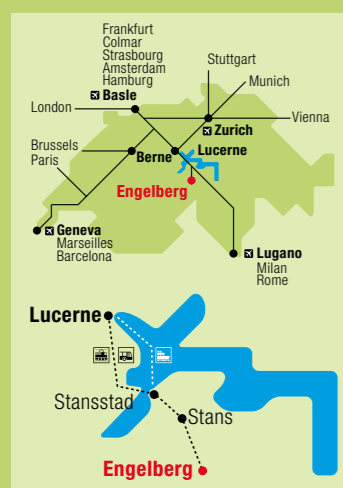 Frankfurt
Colmar
Strasbourg
Amsterdam
Hamburg
Basle
Stuttgart
Munich
London
Vienna
Zurich
Brussels
Paris
Berne
Lucerne
Engelberg
Geneva
Marseilles
Barcelona
Lugano
Milan
Rome
Lucerne
Stansstad
Stans
Engelberg